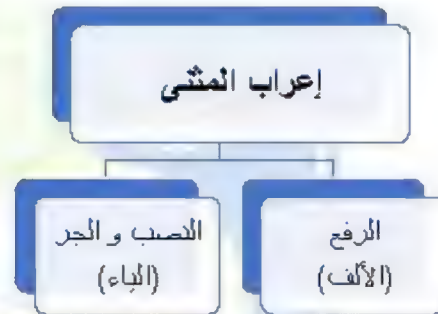 إعراب المثنى
الرفع
(الألف)
النصب و الجر
(الياء)